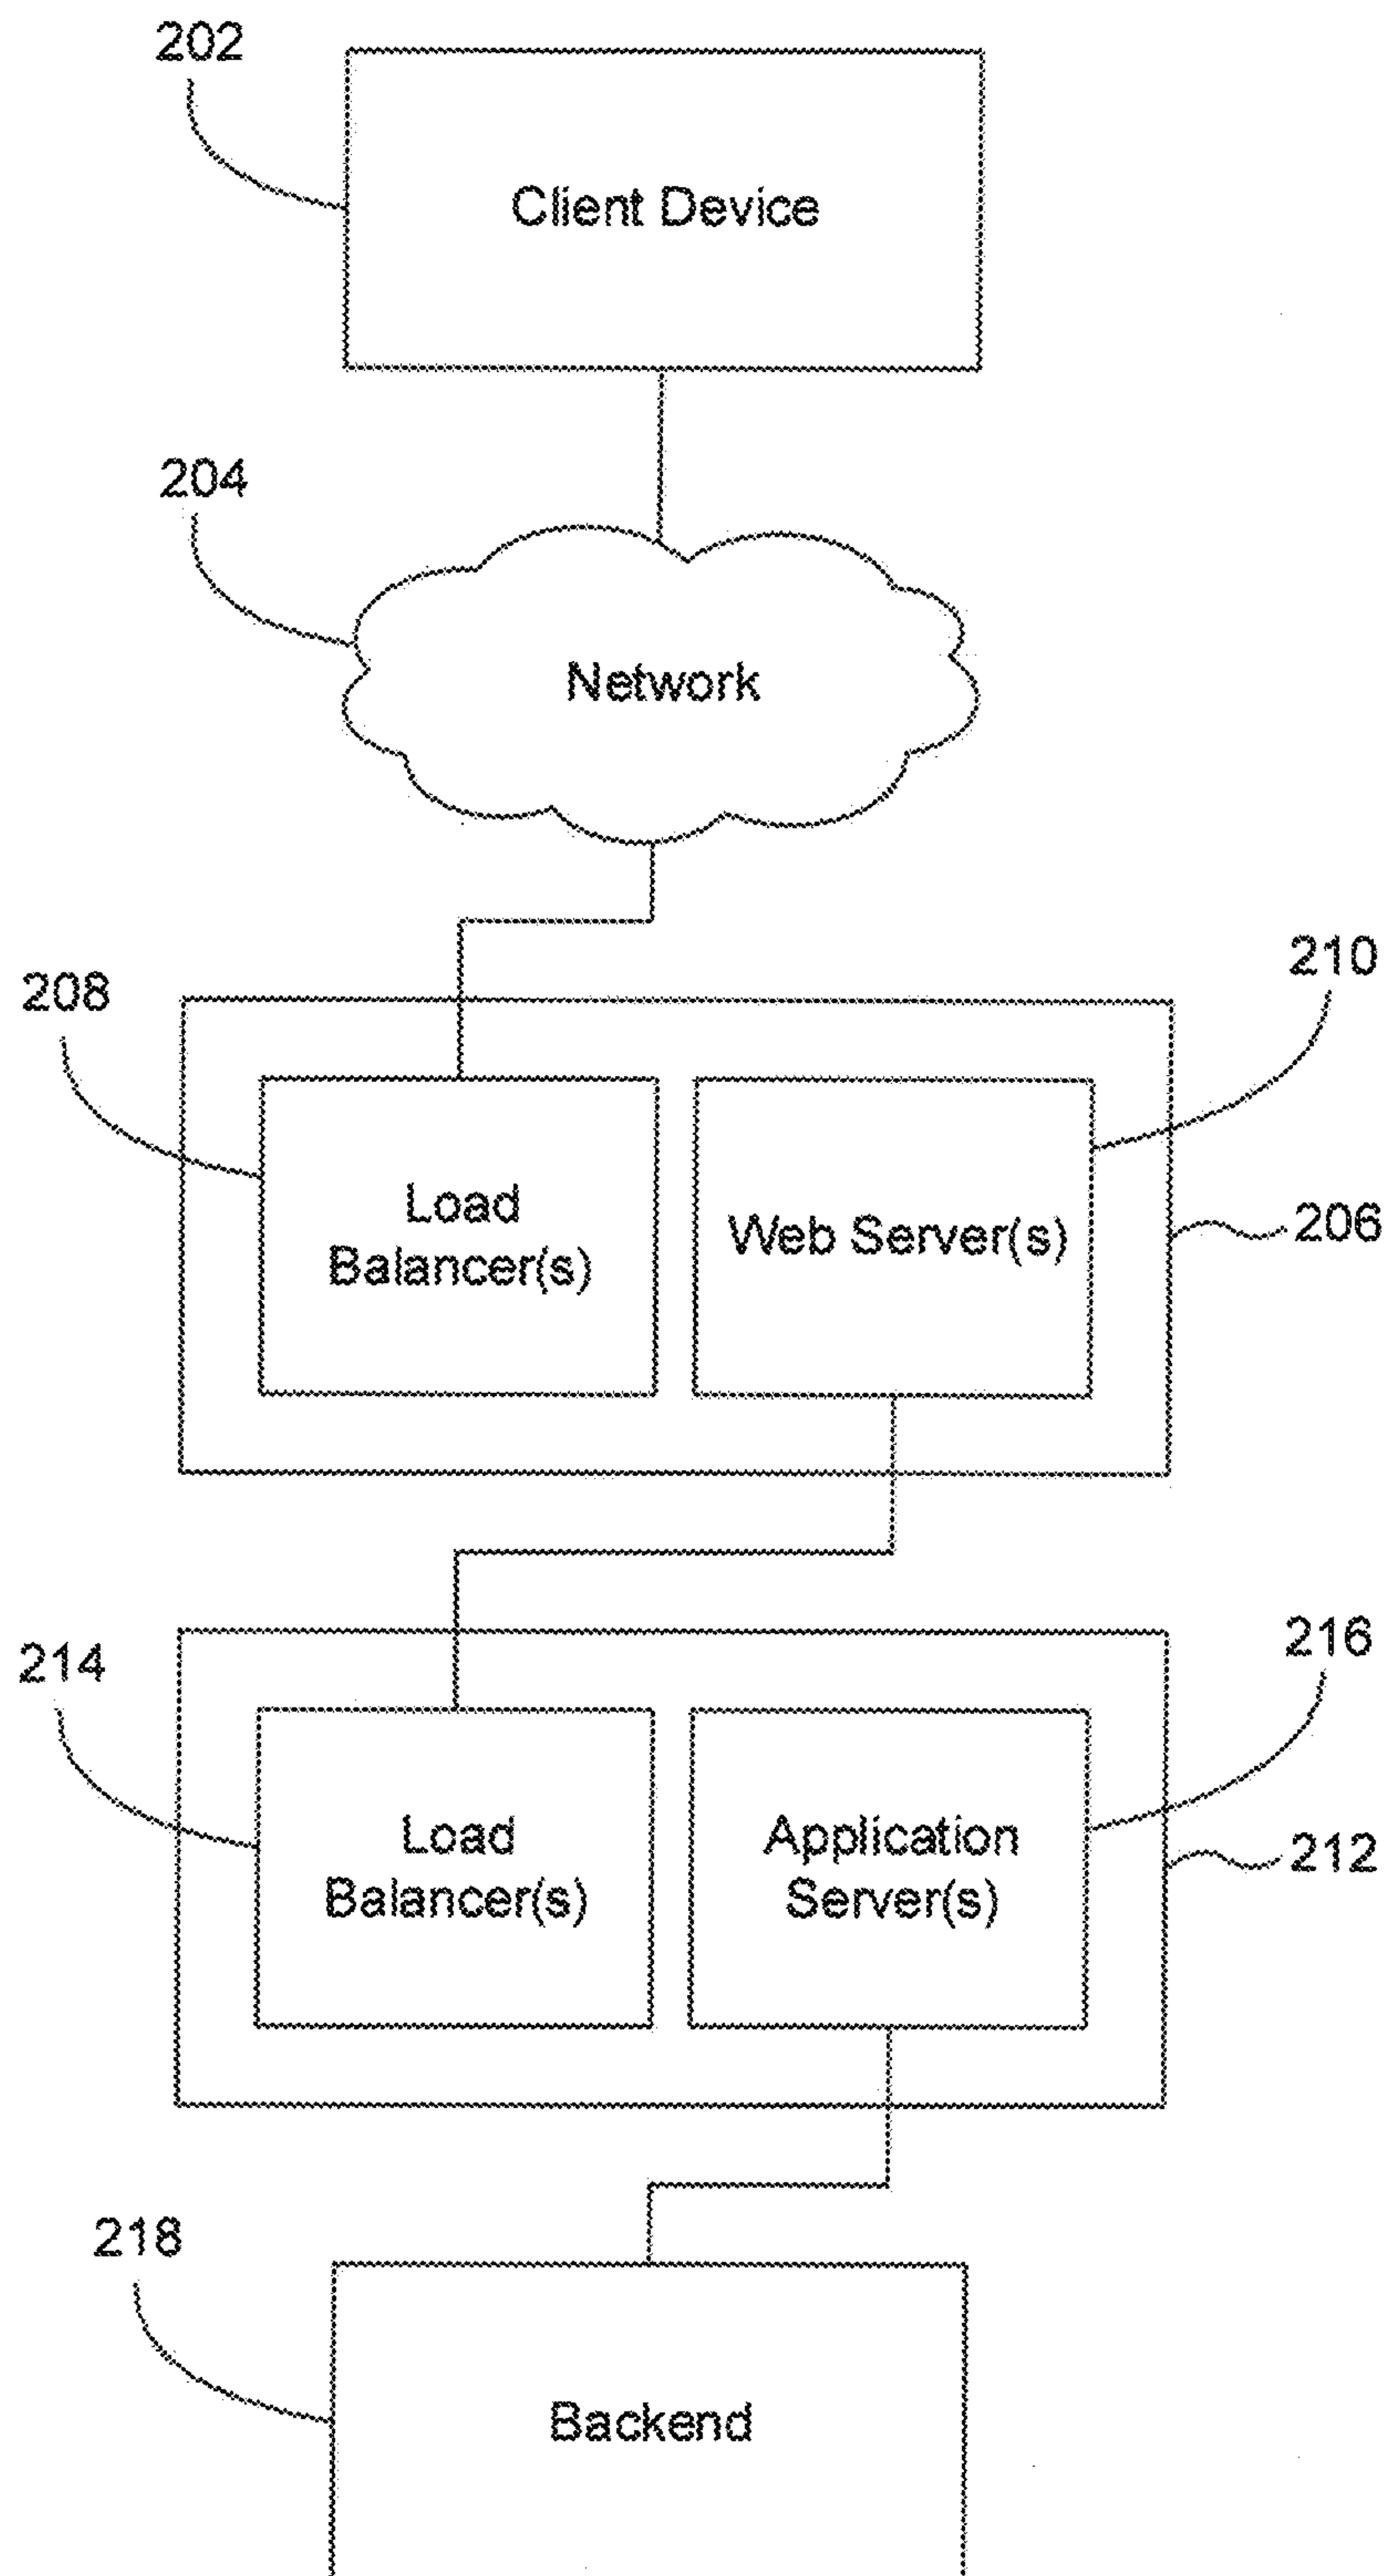 202
Client Device
204
Network
208
210
Load
Balancer(s)
Web Server(s)
206
214
216
Load
Balancer(s)
Application
Server(s)
212
218
Backend